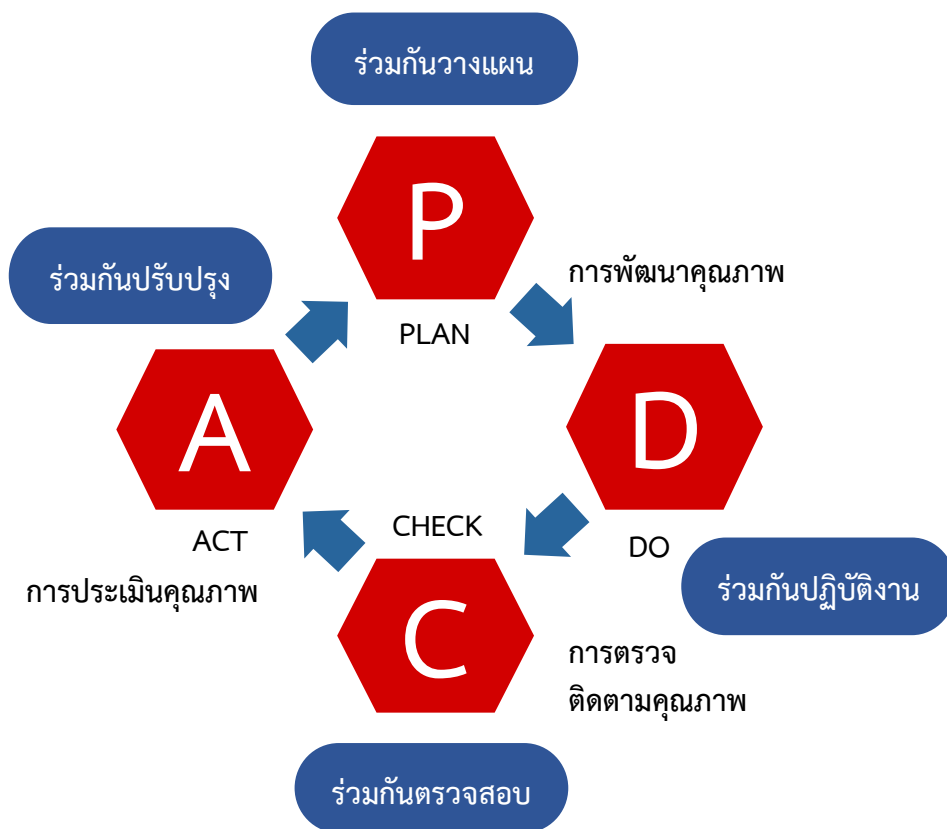 ร่วมกันวางแผน
P
ร่วมกันปรับปรุง
การพัฒนาคุณภาพ
PLAN
A
D
CHECK
ACT
DO
การประเมินคุณภาพ
ร่วมกันปฏิบัติงาน
C
การตรวจ
ติดตามคุณภาพ
ร่วมกันตรวจสอบ